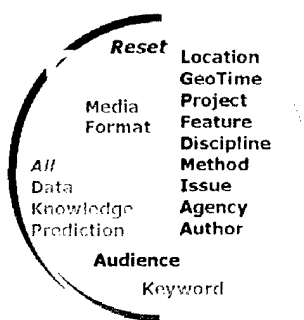 Reset
Location
GeoTime
Project
Feature
Discipline
Method
Issue
Agency
Author
Media
Format
All
Data
Knowledge
Prediction
Audience
Keyword